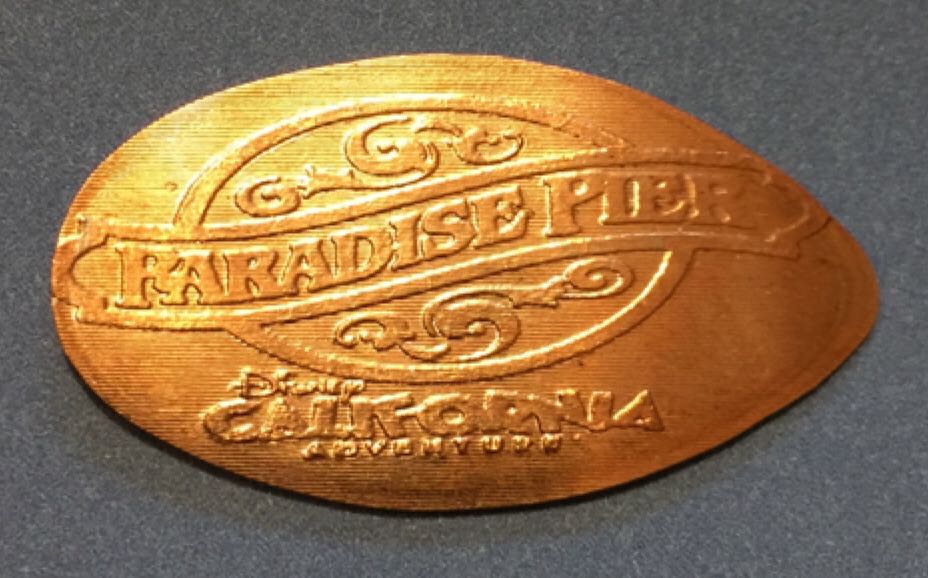 PARADISE PIER
Disney
CALIFORNIA
ADVENTURE